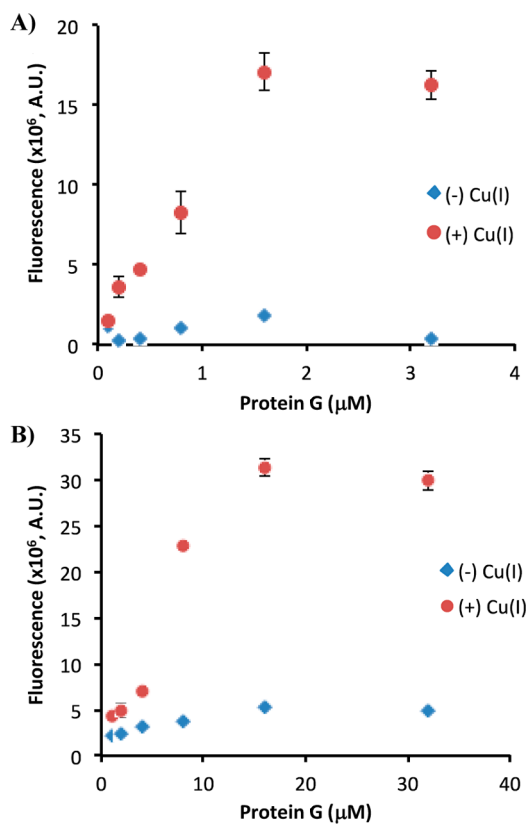 A)
Fluorescence (x10⁶, A.U.)
20
15
10
5
0
0 1 2 3 4
Protein G (μM)
(-) Cu(I)
(+) Cu(I)
B)
Fluorescence (x10⁶, A.U.)
35
30
25
20
15
10
5
0
0 10 20 30 40
Protein G (μM)
(-) Cu(I)
(+) Cu(I)